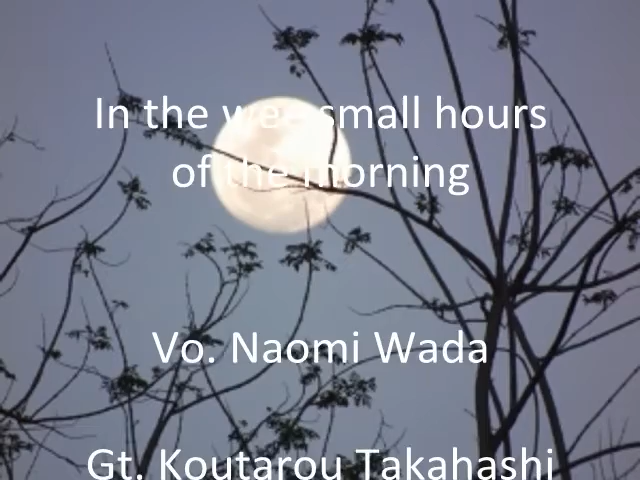 In the wee small hours
of the morning
Vo. Naomi Wada
Gt. Koutarou Takahashi